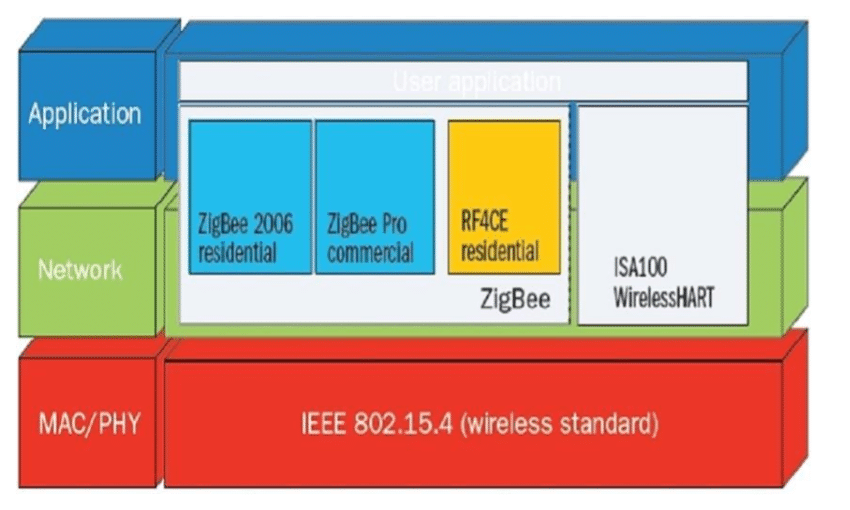 User application
Application
ZigBee 2006
residential
ZigBee Pro
commercial
RF4CE
residential
ZigBee
ISA100
WirelessHART
Network
MAC/PHY
IEEE 802.15.4 (wireless standard)